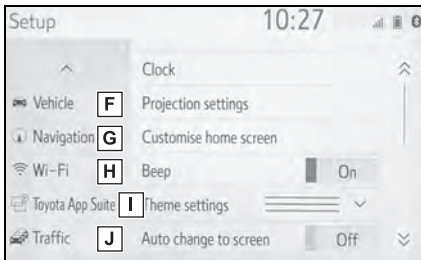 Setup 10:27
Clock
Vehicle F Projection settings
Navigation G Customise home screen
Wi-Fi H Beep On
Toyota App Suite I Theme settings
Traffic J Auto change to screen Off